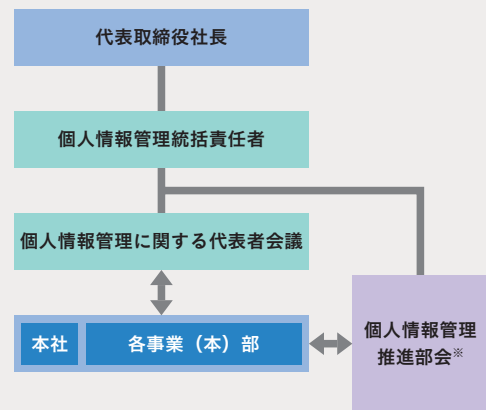 代表取締役社長
個人情報管理統括責任者
個人情報管理に関する代表者会議
本社
各事業（本）部
個人情報管理
推進部会※